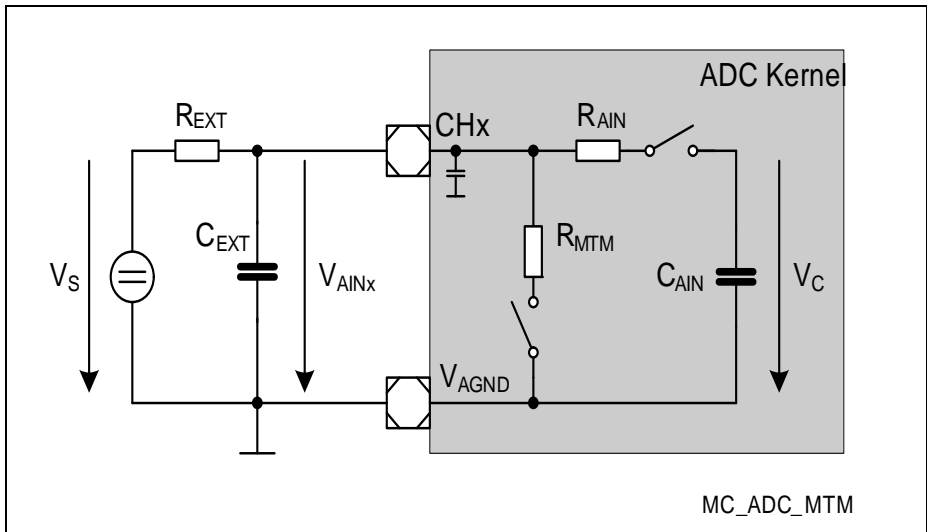 ADC Kernel
REXT
CHx
RAIN
CEXT
RMTM
VS
VAINx
CAIN
VC
VAGND
MC_ADC_MTM